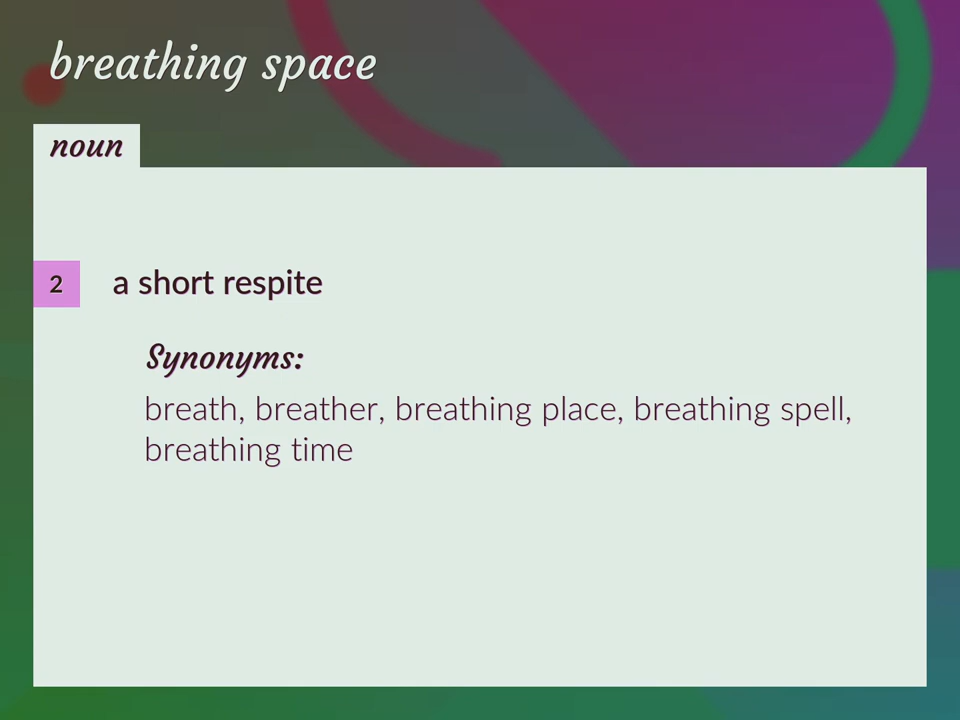 breathing space
noun
2 a short respite
Synonyms:
breath, breather, breathing place, breathing spell,
breathing time